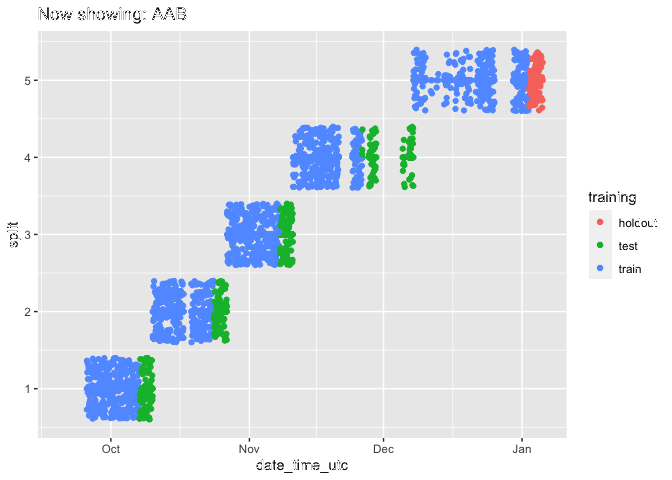 Now showing: AAB
5
4
3
2
1
split
Oct
Nov
Dec
Jan
date_time_utc
training
holdout
test
train